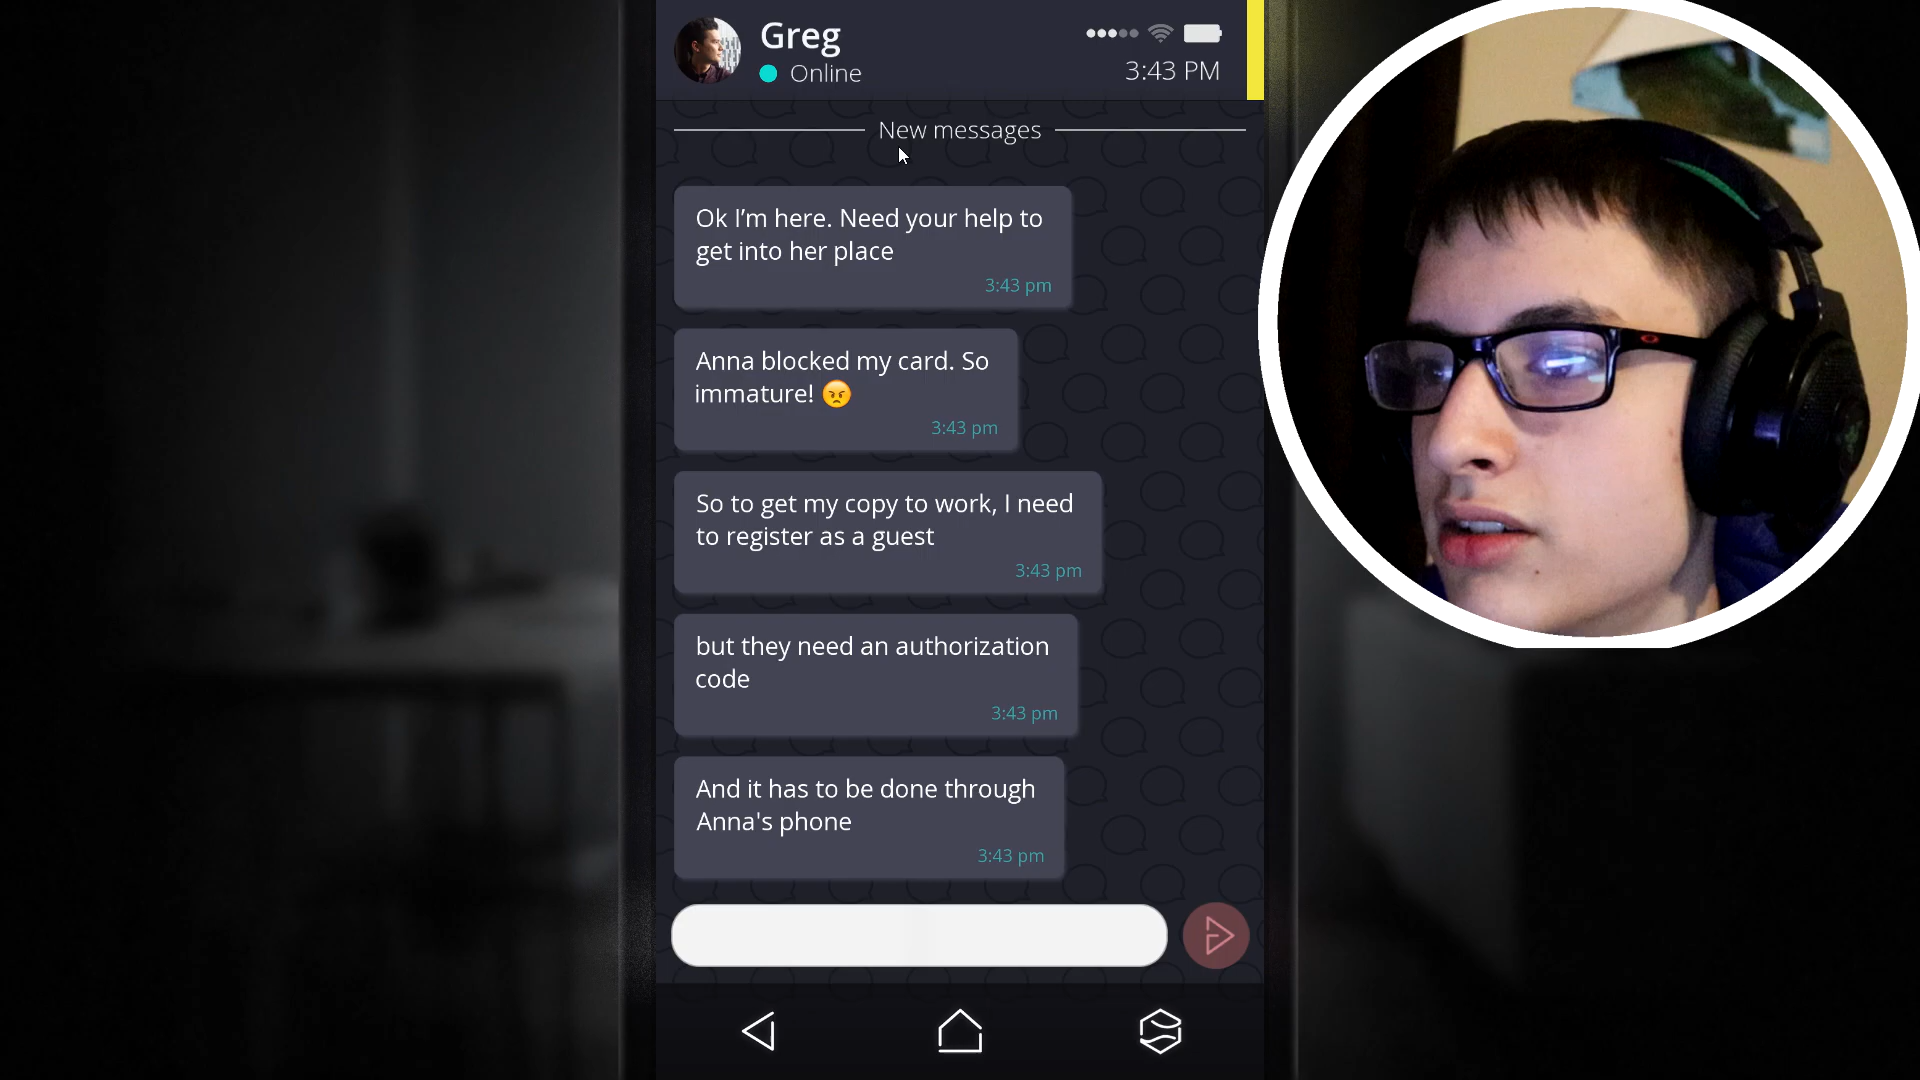 Greg
Online
3:43 PM
New messages
Ok I’m here. Need your help to
get into her place
3:43 pm
Anna blocked my card. So
immature! 😠
3:43 pm
So to get my copy to work, I need
to register as a guest
3:43 pm
but they need an authorization
code
3:43 pm
And it has to be done through
Anna's phone
3:43 pm